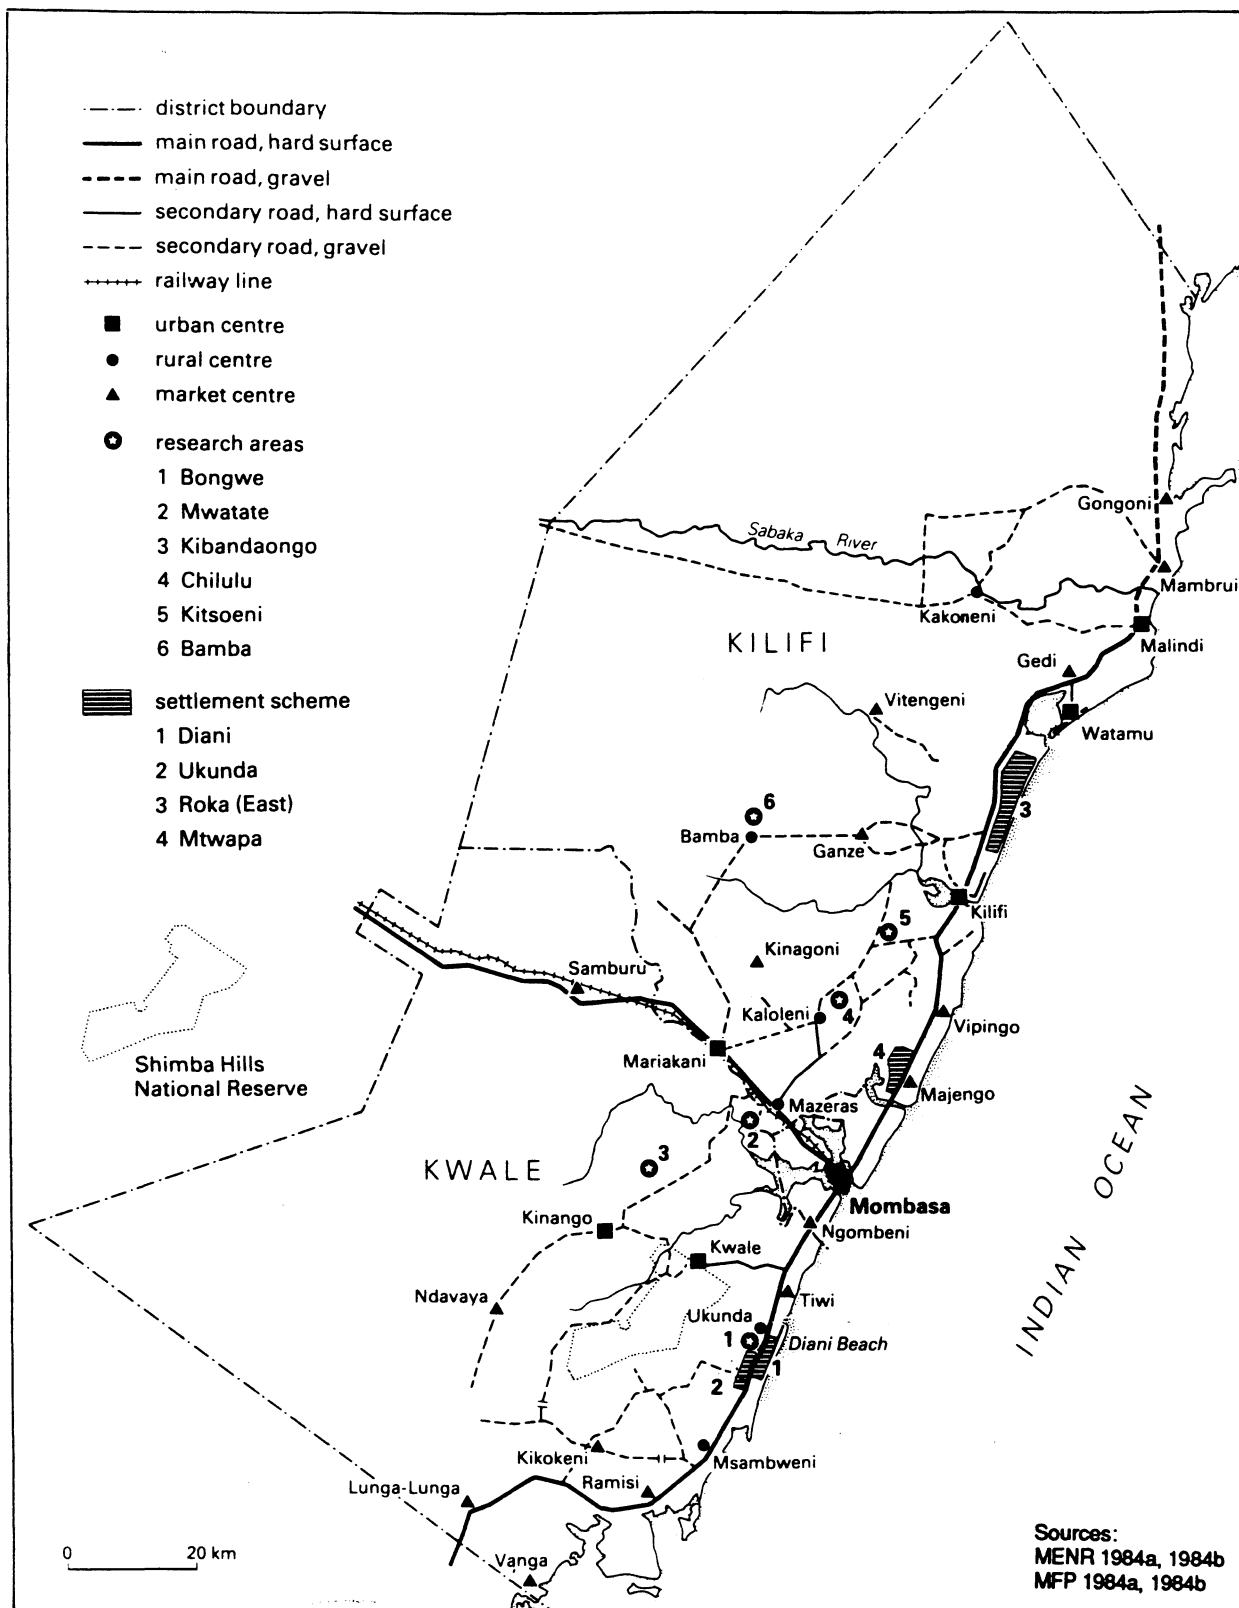 district boundary
main road, hard surface
main road, gravel
secondary road, hard surface
secondary road, gravel
railway line
urban centre
rural centre
market centre
research areas
1 Bongwe
2 Mwatate
3 Kibandaongo
4 Chilulu
5 Kitsoeni
6 Bamba
settlement scheme
1 Diani
2 Ukunda
3 Roka (East)
4 Mtwapa
Gongoni
Sabaka River
Mambrui
Kakoneni
KILIFI
Malindi
Gedi
Vitengeni
Watamu
6
3
Bamba
Ganze
Kilifi
5
Kinagoni
Samburu
4
Kaloleni
Vipingo
Mariakani
4
Shimba Hills
National Reserve
Majengo
Mazeras
2
3
KWALE
Mombasa
Kinango
Ngombeni
Kwale
Ndavaya
Tiwi
Ukunda
1
Diani Beach
1
2
INDIAN OCEAN
Kikokeni
Msambweni
Ramisi
Lunga-Lunga
Vanga
0 20 km
Sources:
MENR 1984a, 1984b
MFP 1984a, 1984b